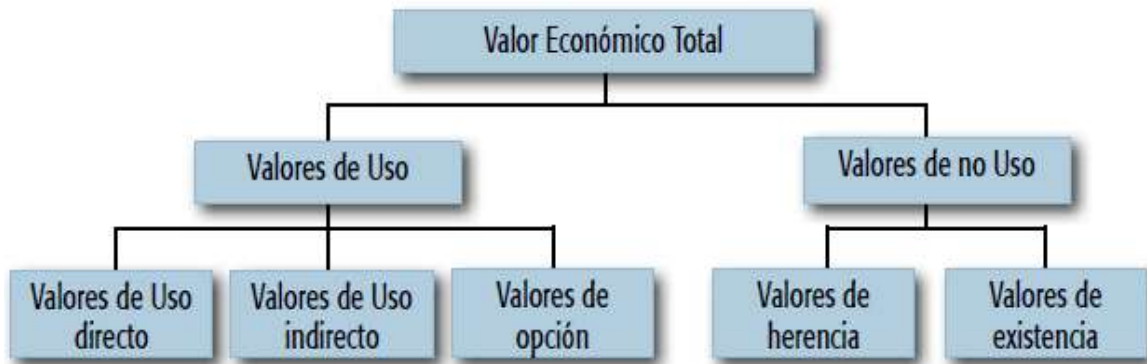 Valor Económico Total
Valores de Uso
Valores de no Uso
Valores de Uso
directo
Valores de Uso
indirecto
Valores de
opción
Valores de
herencia
Valores de
existencia